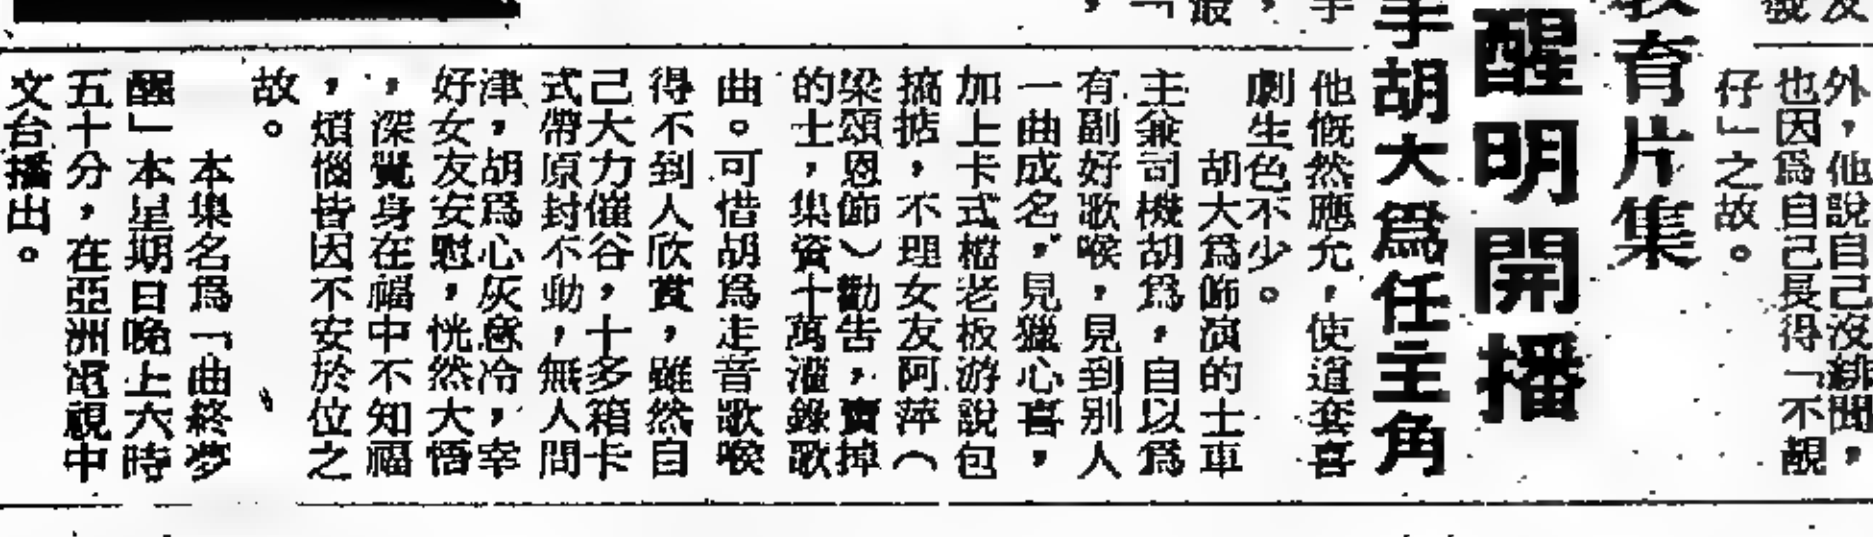 外，他說自己沒緋聞，
也因爲自己長得「不靚
仔」之故。
育片集
醒明開播
手胡大爲任主角
他慨然應允，使這套喜
劇生色不少。
胡大爲飾演的士車
主兼司機胡爲，自以爲
有副好歌喉，見到別人
一曲成名，見獵心喜，
加上卡式檔老板游說包
搞掂，不理女友阿萍（
梁頌恩飾）勸告，賣掉
的士，集資十萬灌錄歌
曲。可惜胡爲走音歌喉
得不到人欣賞，雖然自
己大力催谷，十多箱卡
式帶原封不動，無人問
津，胡爲心灰意冷，幸
好女友安慰，恍然大悟
，深覺身在福中不知福
，煩惱皆因不安於位之
故。
本集名爲「曲終夢
醒」本星期日晚上六時
五十分，在亞洲電視中
文台播出。